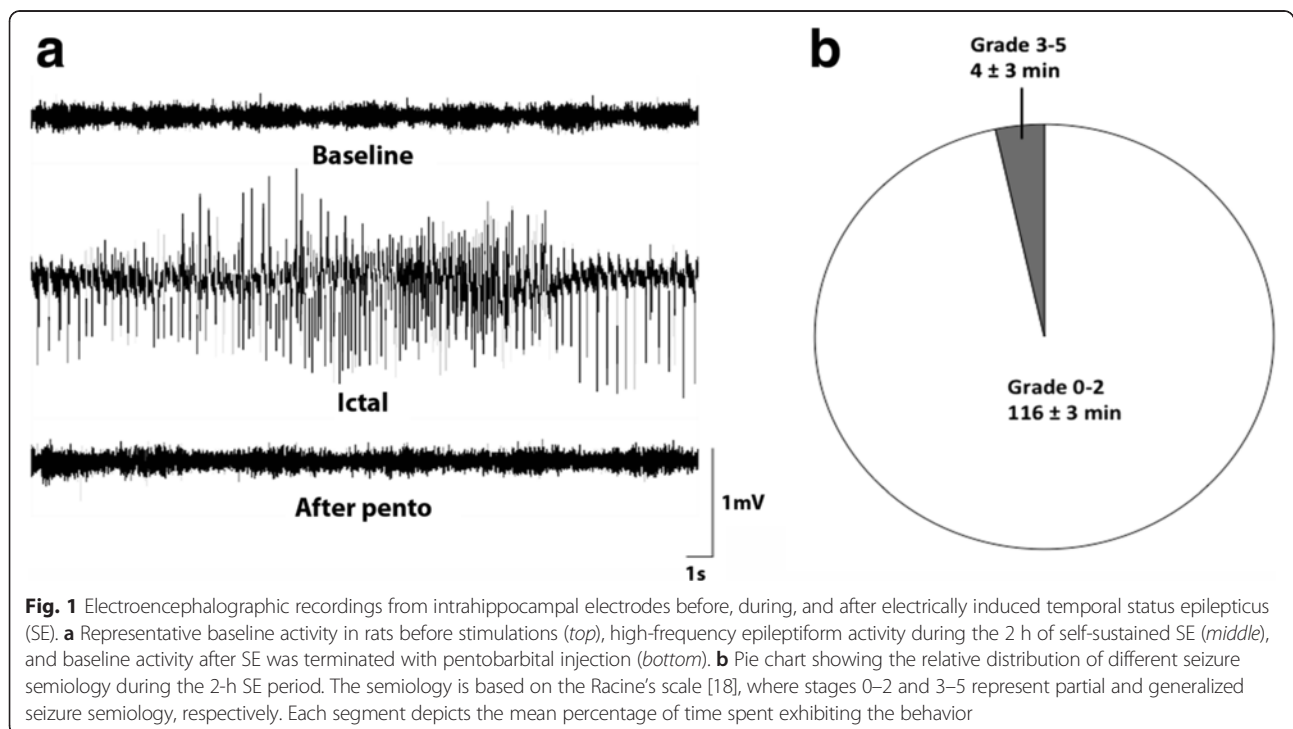 a
Baseline
Ictal
After pento
1mV
1s
b
Grade 3-5
4 ± 3 min
Grade 0-2
116 ± 3 min
Fig. 1 Electroencephalographic recordings from intrahippocampal electrodes before, during, and after electrically induced temporal status epilepticus
(SE). a Representative baseline activity in rats before stimulations (top), high-frequency epileptiform activity during the 2 h of self-sustained SE (middle),
and baseline activity after SE was terminated with pentobarbital injection (bottom). b Pie chart showing the relative distribution of different seizure
semiology during the 2-h SE period. The semiology is based on the Racine's scale [18], where stages 0–2 and 3–5 represent partial and generalized
seizure semiology, respectively. Each segment depicts the mean percentage of time spent exhibiting the behavior